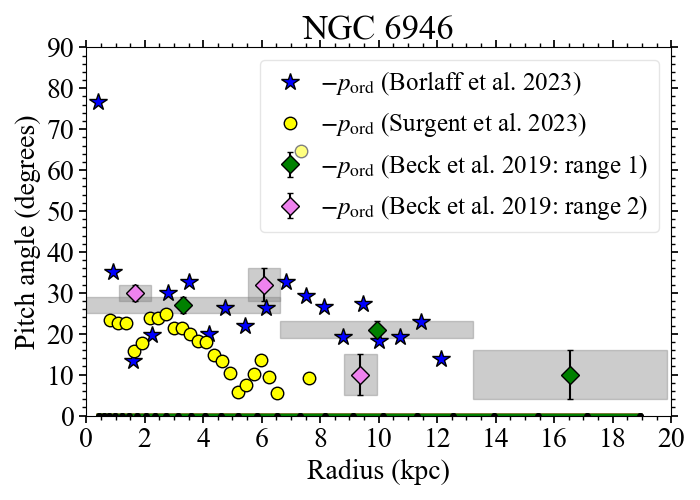 NGC 6946
90
80
70
60
50
40
30
20
10
0
Pitch angle (degrees)
−p_ord (Borlaff et al. 2023)
−p_ord (Surgent et al. 2023)
−p_ord (Beck et al. 2019: range 1)
−p_ord (Beck et al. 2019: range 2)
0 2 4 6 8 10 12 14 16 18 20
Radius (kpc)